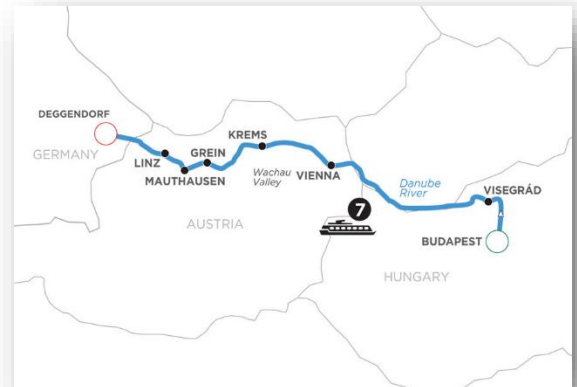 DEGGENDORF
GERMANY
LINZ
MAUTHAUSEN
GREIN
KREMS
Wachau
Valley
VIENNA
AUSTRIA
7
Danube
River
VISEGRÁD
BUDAPEST
HUNGARY